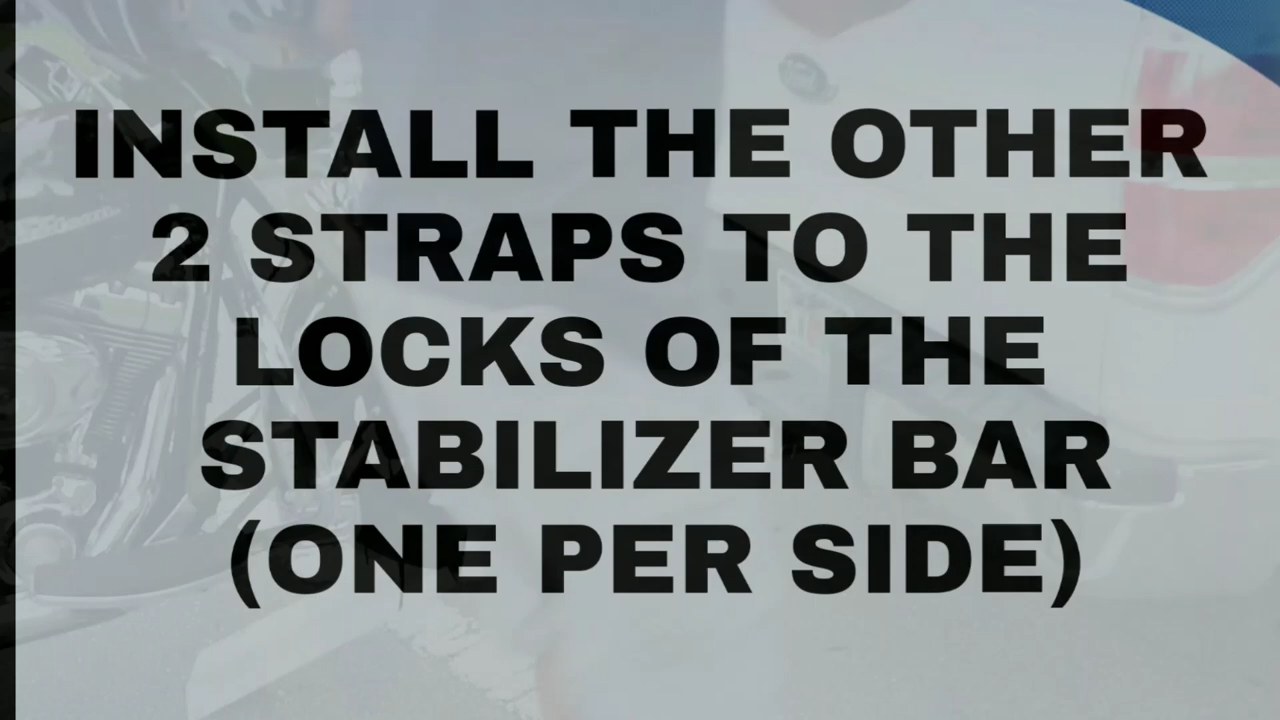 INSTALL THE OTHER
2 STRAPS TO THE
LOCKS OF THE
STABILIZER BAR
(ONE PER SIDE)